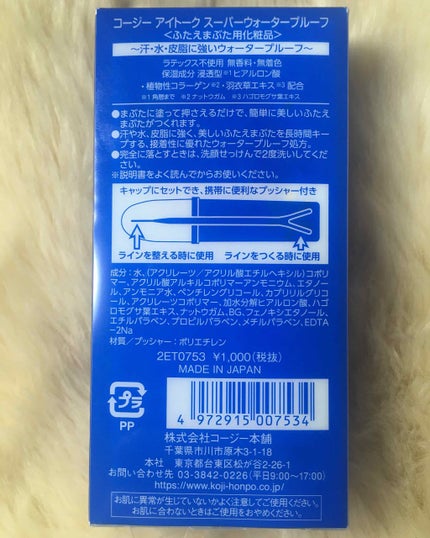 コージー アイトーク スーパーウォータープルーフ
＜ふたえまぶた用化粧品＞
〜汗・水・皮脂に強いウォータープルーフ〜
ラテックス不使用 無香料・無着色
保湿成分 浸透型※1ヒアルロン酸
・植物性コラーゲン※2・羽衣草エキス※3 配合
※1 角層まで ※2 ナットウガム ※3 ハゴロモグサ葉エキス
●まぶたに塗って押さえるだけで、簡単に美しいふたえ
まぶたがつくれます。
●汗や水、皮脂に強く、美しいふたえまぶたを長時間キー
プする、接着性に優れたウォータープルーフ処方。
●完全に落とすときは、洗顔せっけんで2度洗いしてくだ
さい。
※説明書をよく読んでからお使いください。
キャップにセットでき、携帯に便利なプッシャー付き
ラインを整える時に使用 ラインをつくる時に使用
成分：水、(アクリレーツ／アクリル酸エチルヘキシル)コポリ
マー、アクリル酸アルキルコポリマーアンモニウム、エタノー
ル、アンモニア水、ペンチレングリコール、カプリリルグリコ
ール、アクリレーツコポリマー、加水分解ヒアルロン酸、ハゴ
ロモグサ葉エキス、ナットウガム、BG、フェノキシエタノール、
エチルパラベン、プロピルパラベン、メチルパラベン、EDTA
-2Na
材質／プッシャー：ポリエチレン
2ET0753 ¥1,000(税抜)
MADE IN JAPAN
プラ
PP
4 972915 007534
株式会社コージー本舗
千葉県市川市原木3-1-18
本社 東京都台東区松が谷2-26-1
お問い合わせ先 03-3842-0226(平日9:00〜17:00)
https://www.koji-honpo.co.jp/
お肌に異常が生じていないかよく注意してご使用ください。
お肌に合わないときはご使用をおやめください。